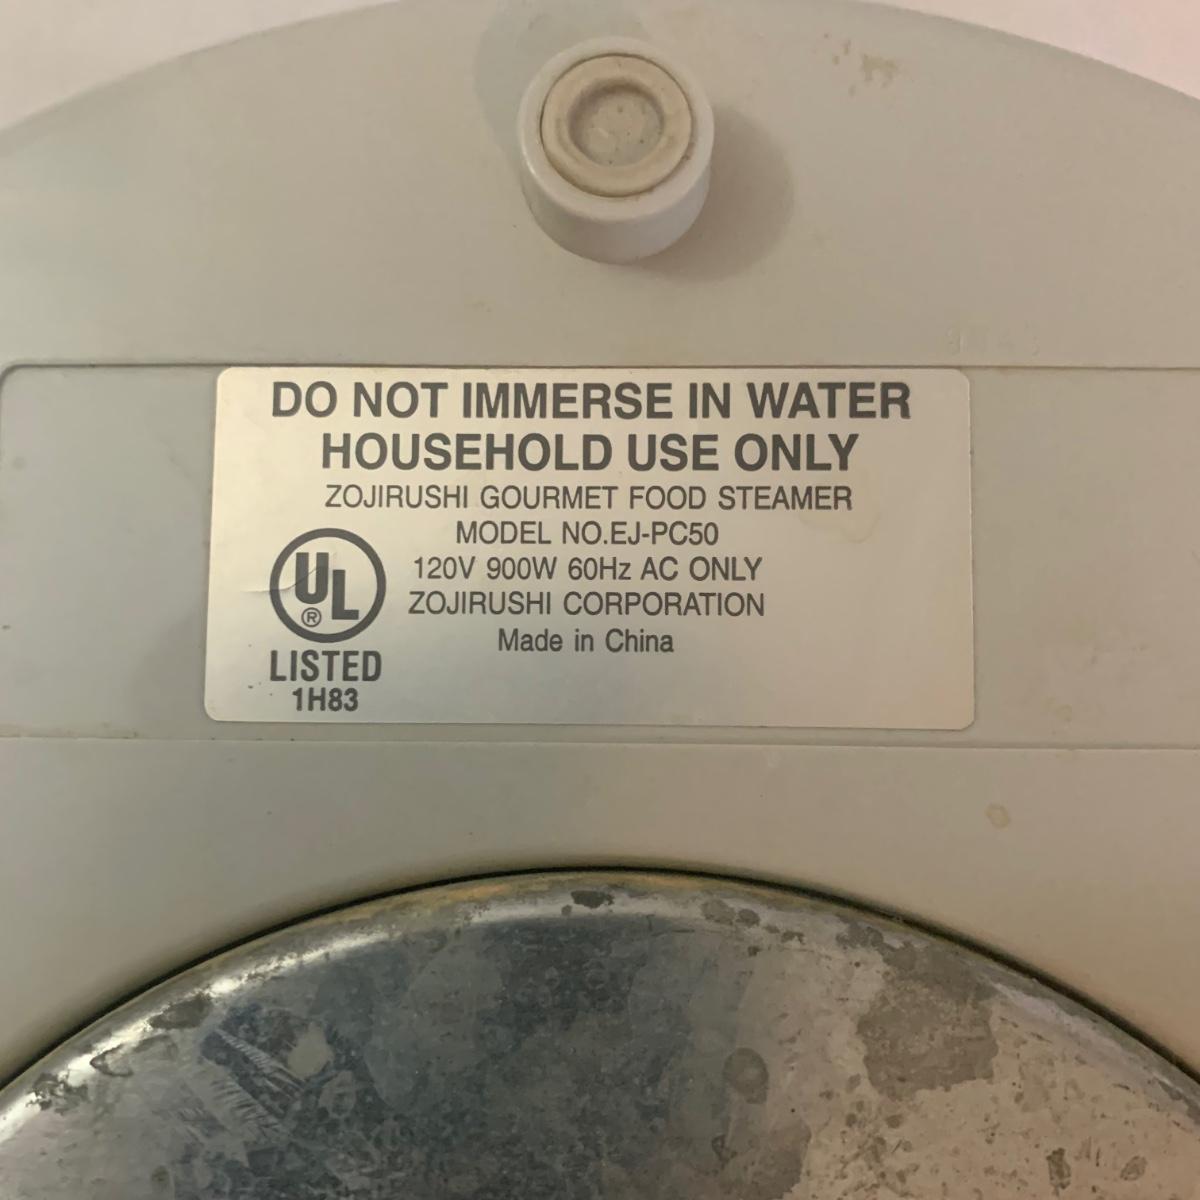 DO NOT IMMERSE IN WATER
HOUSEHOLD USE ONLY
ZOJIRUSHI GOURMET FOOD STEAMER
MODEL NO.EJ-PC50
120V 900W 60Hz AC ONLY
ZOJIRUSHI CORPORATION
Made in China
UL
®
LISTED
1H83